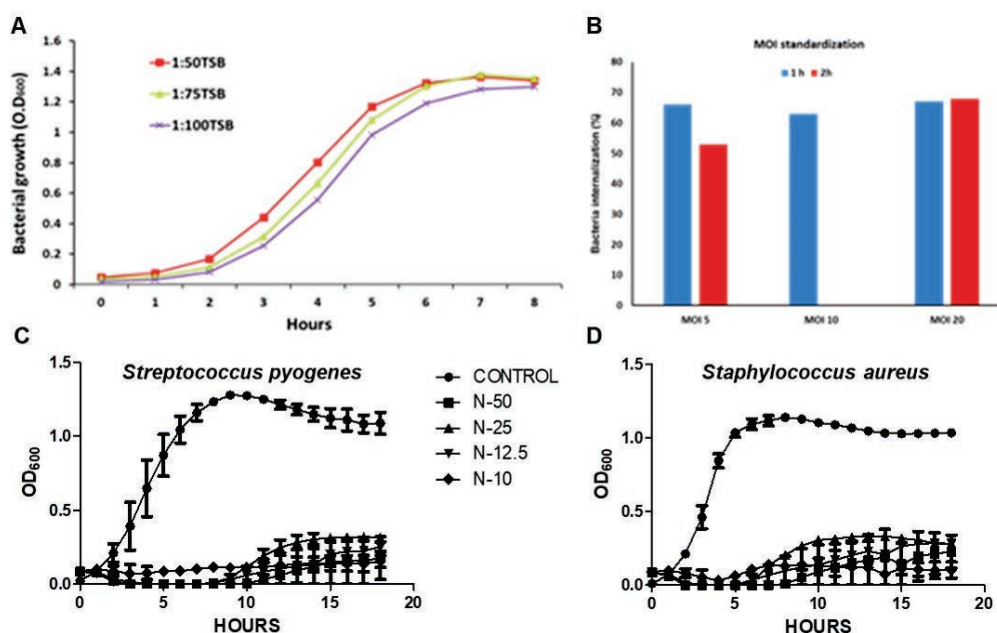 A
1.6
1.4
1.2
1
0.8
0.6
0.4
0.2
0
Bacterial growth (O.D600)
1:50TSB
1:75TSB
1:100TSB
0 1 2 3 4 5 6 7 8
Hours
B
MOI standardization
1 h 2h
80
70
60
50
40
30
20
10
0
Bacteria internalization (%)
MOI 5 MOI 10 MOI 20
C
Streptococcus pyogenes
1.5
1.0
0.5
0.0
OD600
0 5 10 15 20
HOURS
CONTROL
N-50
N-25
N-12.5
N-10
D
Staphylococcus aureus
1.5
1.0
0.5
0.0
OD600
0 5 10 15 20
HOURS